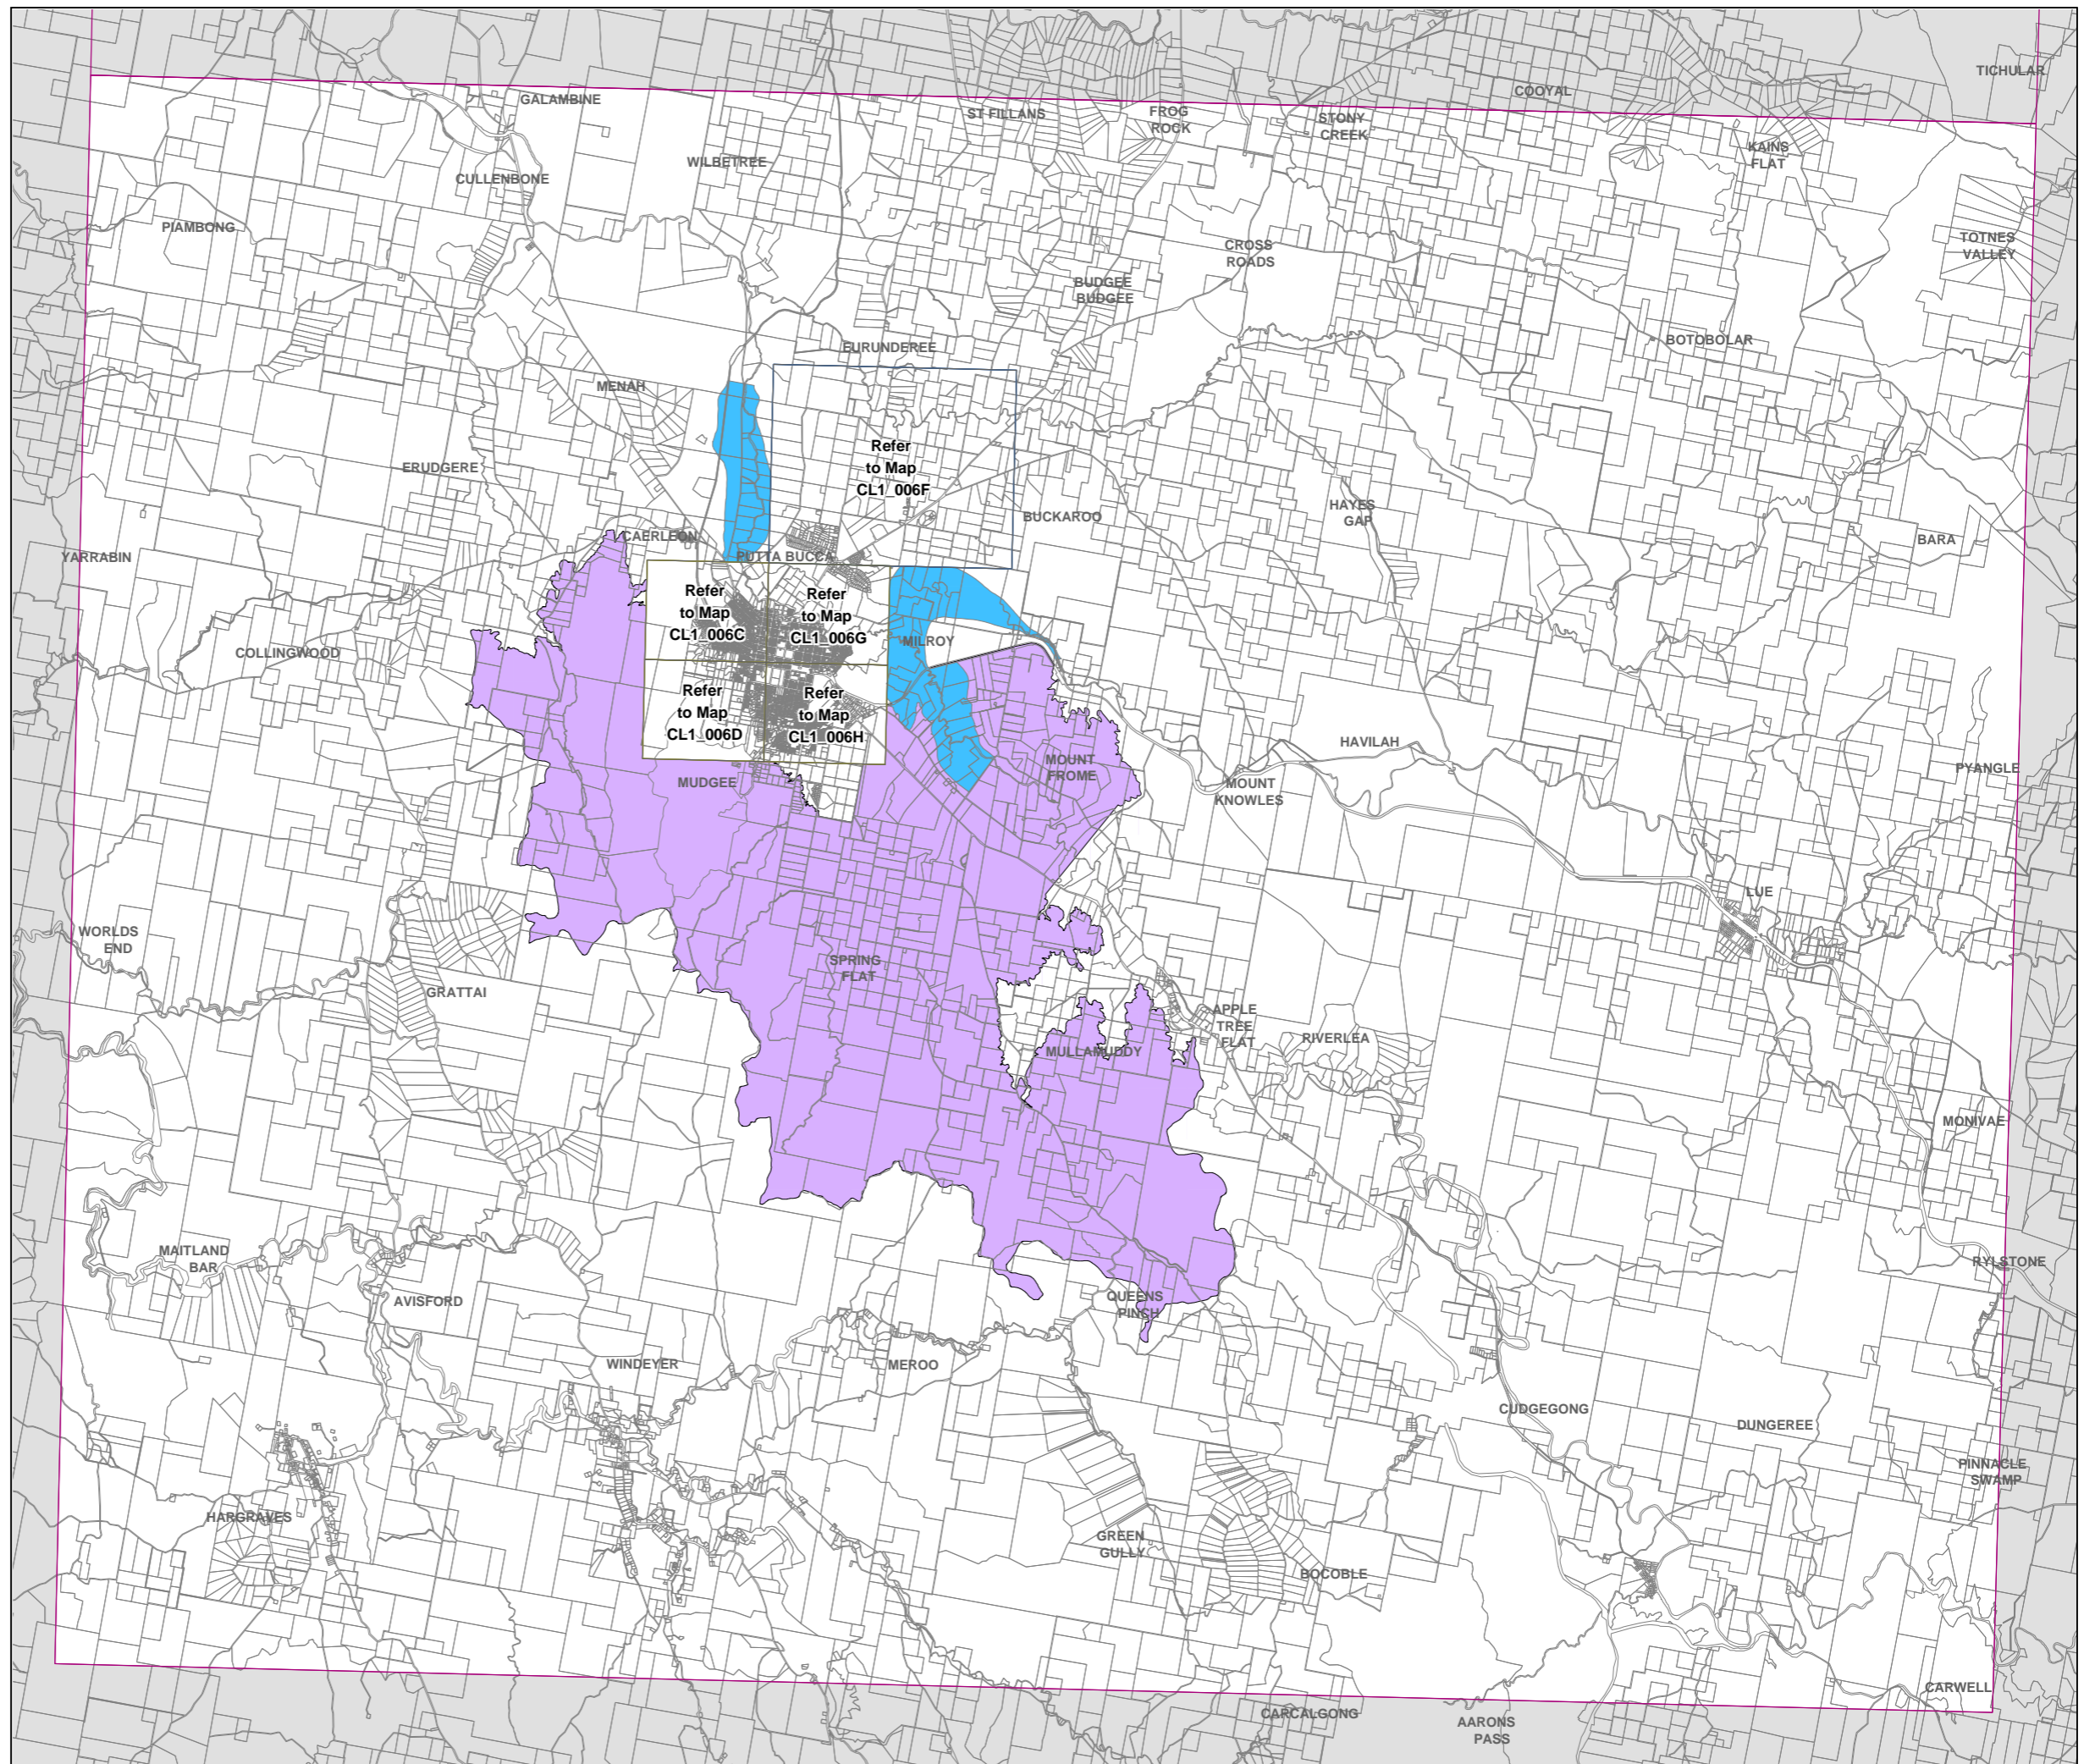 TICHULAR
COOYAL
GALAMBINE
ST FILLANS
FROG
ROCK
STONY
CREEK
KAINS
FLAT
WILBETREE
CULLENBONE
PIAMBONG
CROSS
ROADS
TOTNES
VALLEY
BUDGEE
BUDGEE
BOTOBOLAR
EURUNDEREE
MENAH
Refer
to Map
CL1_006F
ERUDGERE
HAYES
GAP
BUCKAROO
CAERLEON
BARA
YARRABIN
PUTTA BUCCA
Refer
to Map
CL1_006C
Refer
to Map
CL1_006G
MILROY
COLLINGWOOD
Refer
to Map
CL1_006D
Refer
to Map
CL1_006H
HAVILAH
MOUNT
FROME
PYANGLE
MUDGEE
MOUNT
KNOWLES
LUE
WORLDS
END
SPRING
FLAT
GRATTAI
APPLE
TREE
FLAT
RIVERLEA
MULLAMUDDY
MONIVAE
MAITLAND
BAR
RYLSTONE
AVISFORD
QUEENS
PINCH
WINDEYER
MEROO
CUDGEGONG
DUNGEREE
PINNACLE
SWAMP
HARGRAVES
GREEN
GULLY
BOCOBLE
CARWELL
CARCALGONG
AARONS
PASS